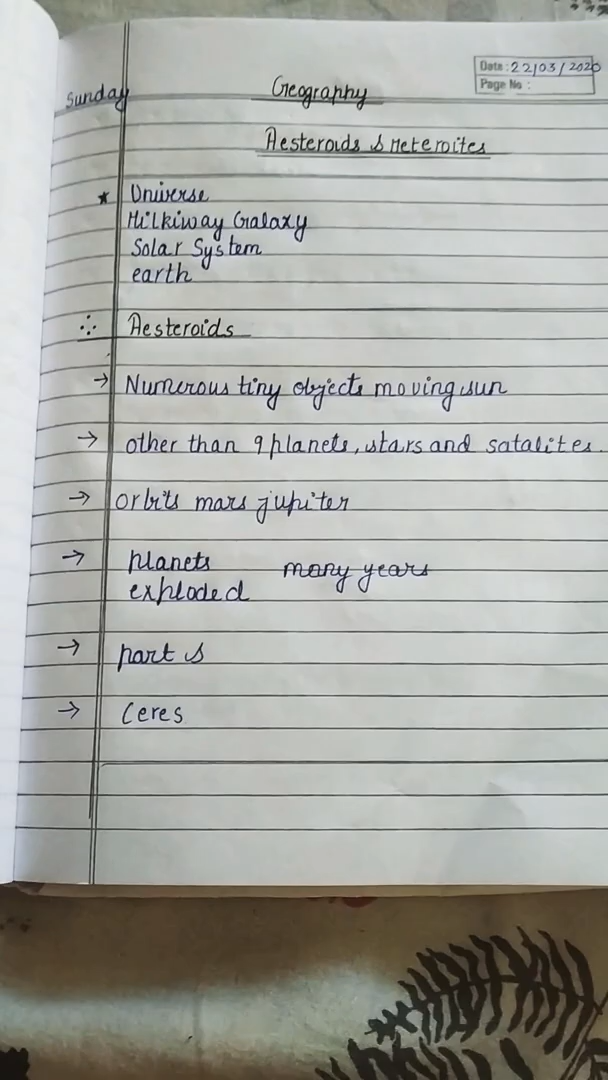 Date : 22/03/2020
Page No :
Sunday
Geography
Aesteroids & Meteroites
* Universe
Milkiway Galaxy
Solar System
earth
∴ Aesteroids
→ Numerous tiny objects moving sun
→ other than 9 planets, stars and satalites.
→ orbits mars jupiter
→ planets many years
exploded
→ part s
→ Ceres